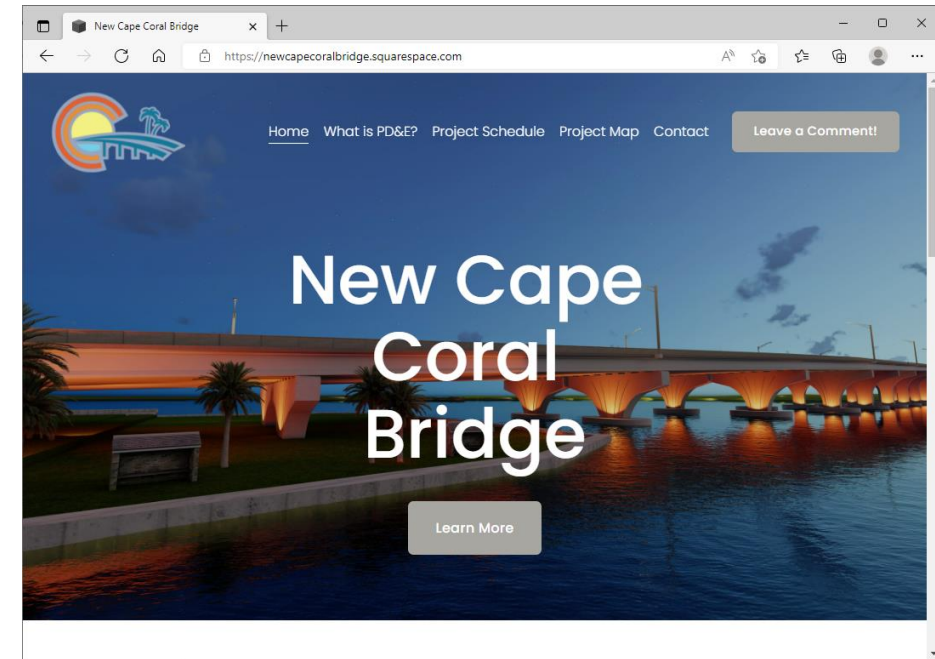 New Cape Coral Bridge
https://newcapecoralbridge.squarespace.com
Home What is PD&E? Project Schedule Project Map Contact Leave a Comment!
New Cape
Coral
Bridge
Learn More